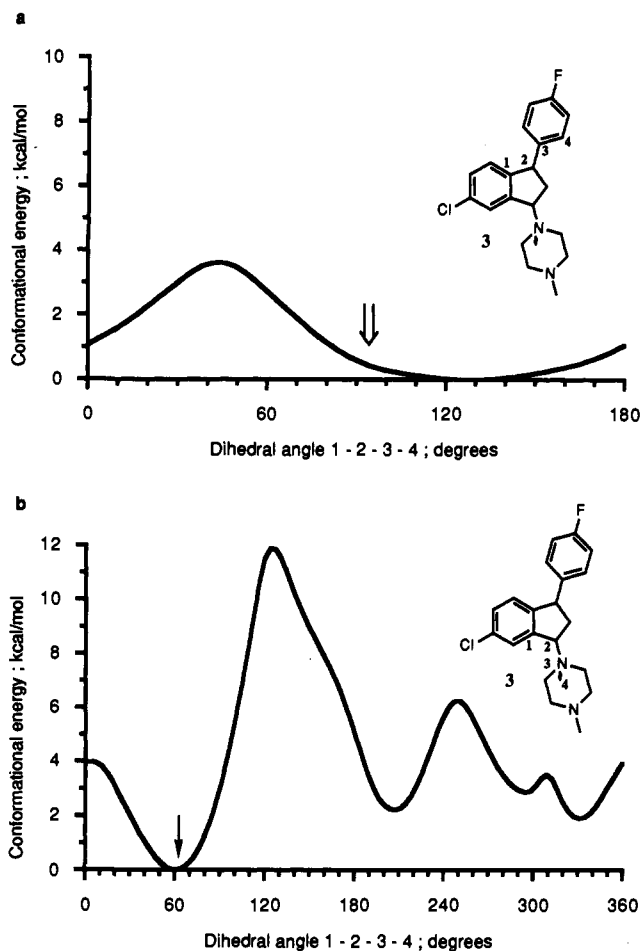 a
10
8
6
4
2
0
0 60 120 180
Conformational energy ; kcal/mol
Dihedral angle 1 - 2 - 3 - 4 ; degrees
F
4
3
2
1
Cl
3
N
N
b
12
10
8
6
4
2
0
0 60 120 180 240 300 360
Conformational energy ; kcal/mol
Dihedral angle 1 - 2 - 3 - 4 ; degrees
F
Cl
1
2
3 N
3
4
N